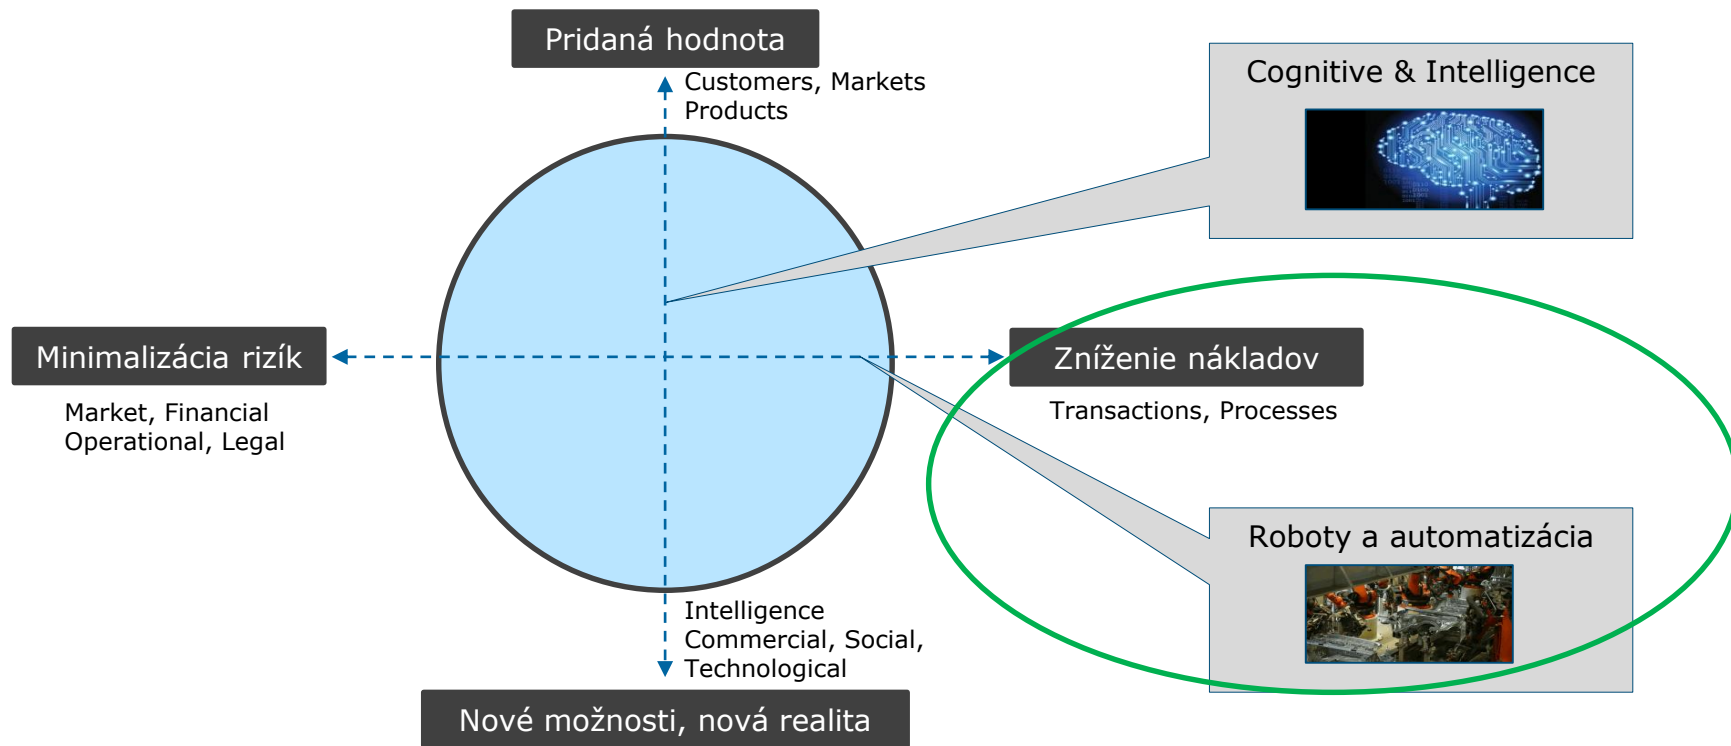 Pridaná hodnota
Customers, Markets
Products
Cognitive & Intelligence
Minimalizácia rizík
Market, Financial
Operational, Legal
Zníženie nákladov
Transactions, Processes
Roboty a automatizácia
Intelligence
Commercial, Social,
Technological
Nové možnosti, nová realita